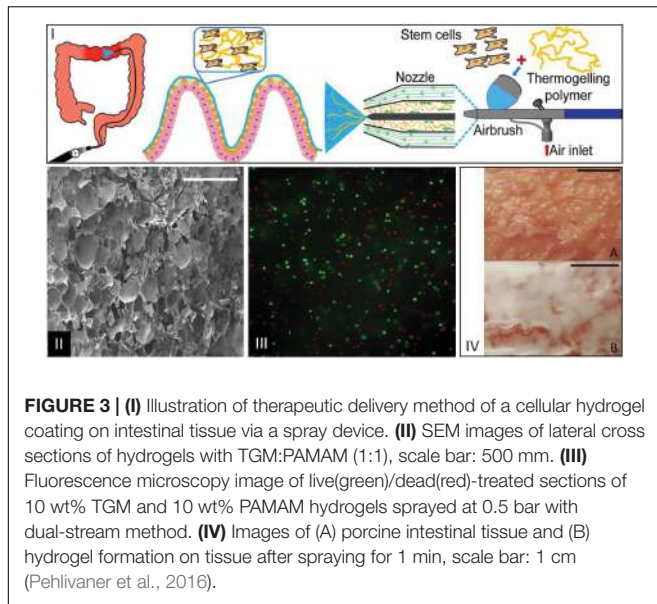 I
Stem cells
+
Nozzle
Thermogelling
polymer
Airbrush
Air inlet
II
III
IV
A
B
FIGURE 3 | (I) Illustration of therapeutic delivery method of a cellular hydrogel
coating on intestinal tissue via a spray device. (II) SEM images of lateral cross
sections of hydrogels with TGM:PAMAM (1:1), scale bar: 500 mm. (III)
Fluorescence microscopy image of live(green)/dead(red)-treated sections of
10 wt% TGM and 10 wt% PAMAM hydrogels sprayed at 0.5 bar with
dual-stream method. (IV) Images of (A) porcine intestinal tissue and (B)
hydrogel formation on tissue after spraying for 1 min, scale bar: 1 cm
(Pehlivaner et al., 2016).